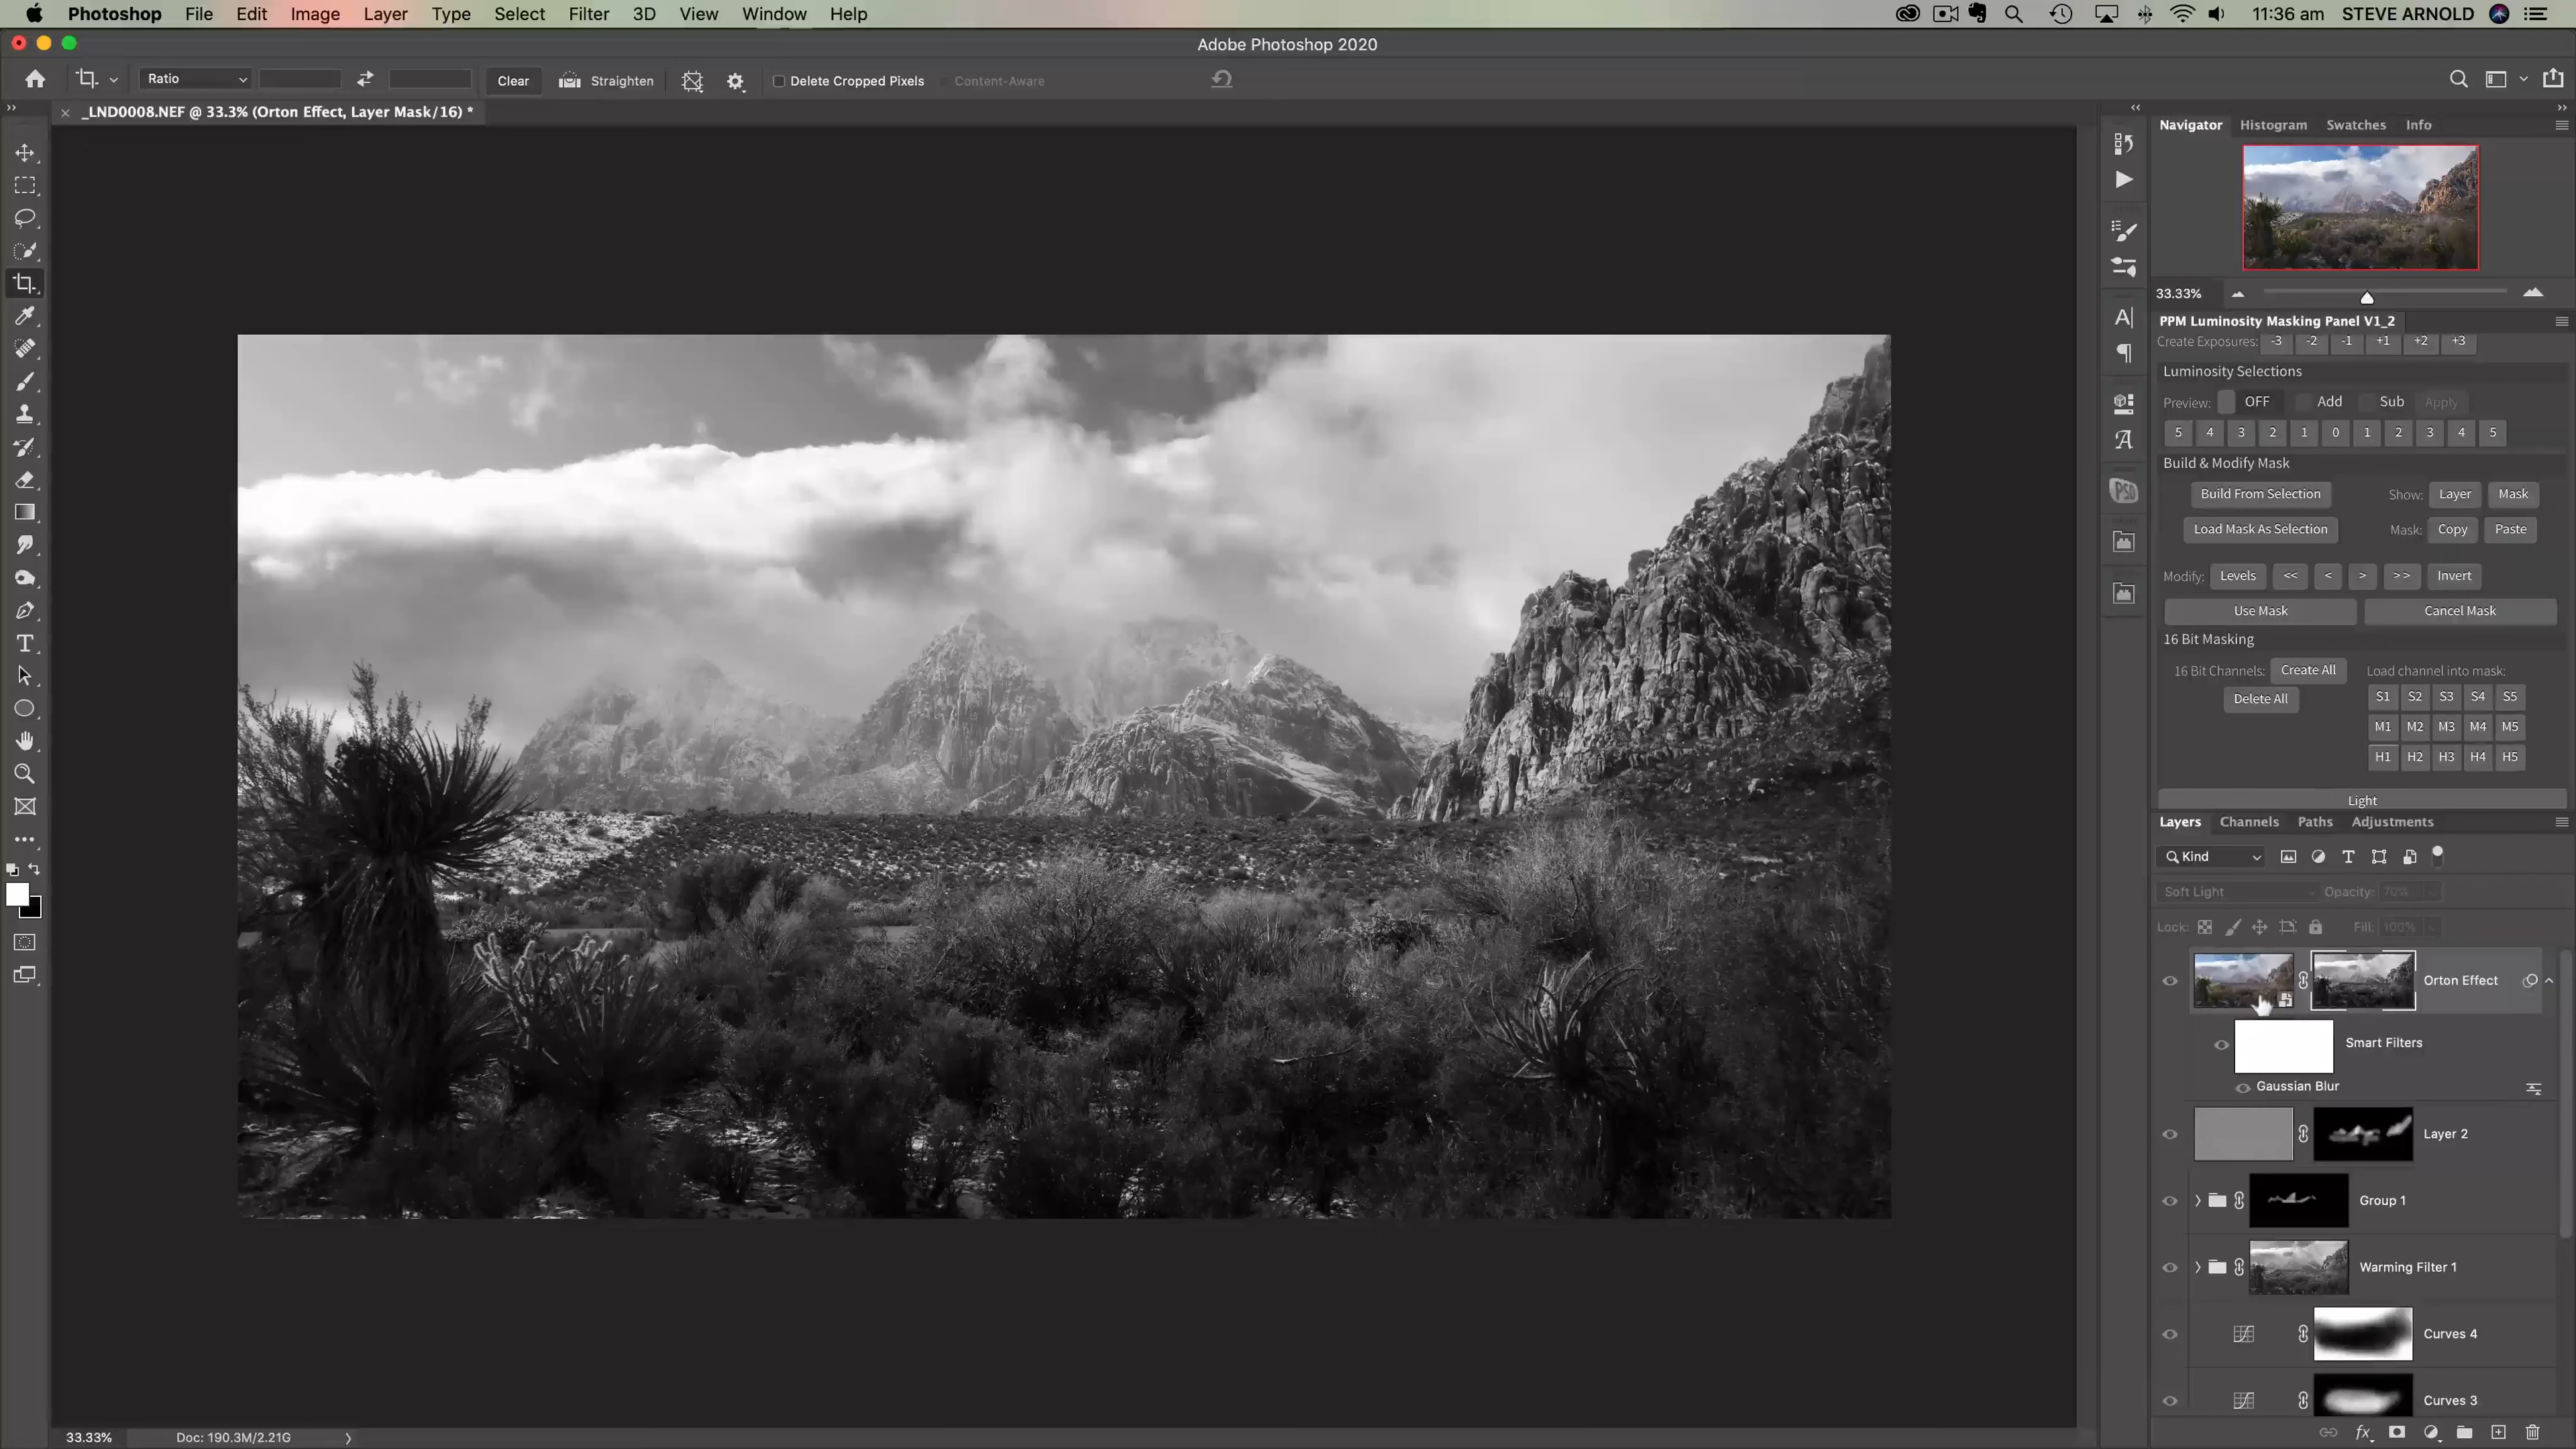 Photoshop File Edit Image Layer Type Select Filter 3D View Window Help 11:36 am STEVE ARNOLD
Adobe Photoshop 2020
Ratio Clear Straighten Delete Cropped Pixels Content-Aware
_LND0008.NEF @ 33.3% (Orton Effect, Layer Mask/16) *
Navigator Histogram Swatches Info
33.33%
PPM Luminosity Masking Panel V1_2
Create Exposures: -3 -2 -1 +1 +2 +3
Luminosity Selections
Preview: OFF Add Sub Apply
5 4 3 2 1 0 1 2 3 4 5
Build & Modify Mask
Build From Selection Show: Layer Mask
Load Mask As Selection Mask: Copy Paste
Modify: Levels << < > >> Invert
Use Mask Cancel Mask
16 Bit Masking
16 Bit Channels: Create All Load channel into mask:
Delete All S1 S2 S3 S4 S5
M1 M2 M3 M4 M5
H1 H2 H3 H4 H5
Light
Layers Channels Paths Adjustments
Kind
Soft Light Opacity: 70%
Lock: Fill: 100%
Orton Effect
Smart Filters
Gaussian Blur
Layer 2
Group 1
Warming Filter 1
Curves 4
Curves 3
33.33% Doc: 190.3M/2.21G